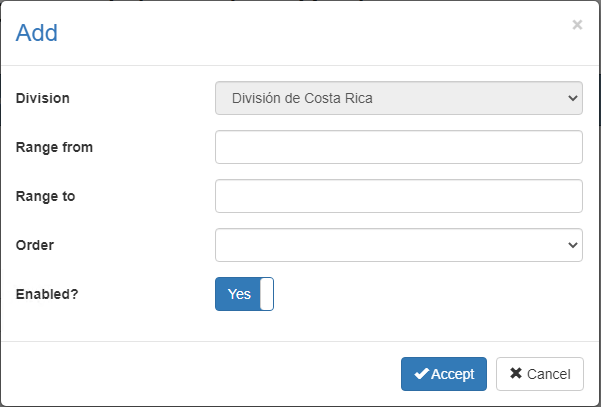 Add
×
Division
División de Costa Rica
Range from
Range to
Order
Enabled?
Yes
Accept
Cancel